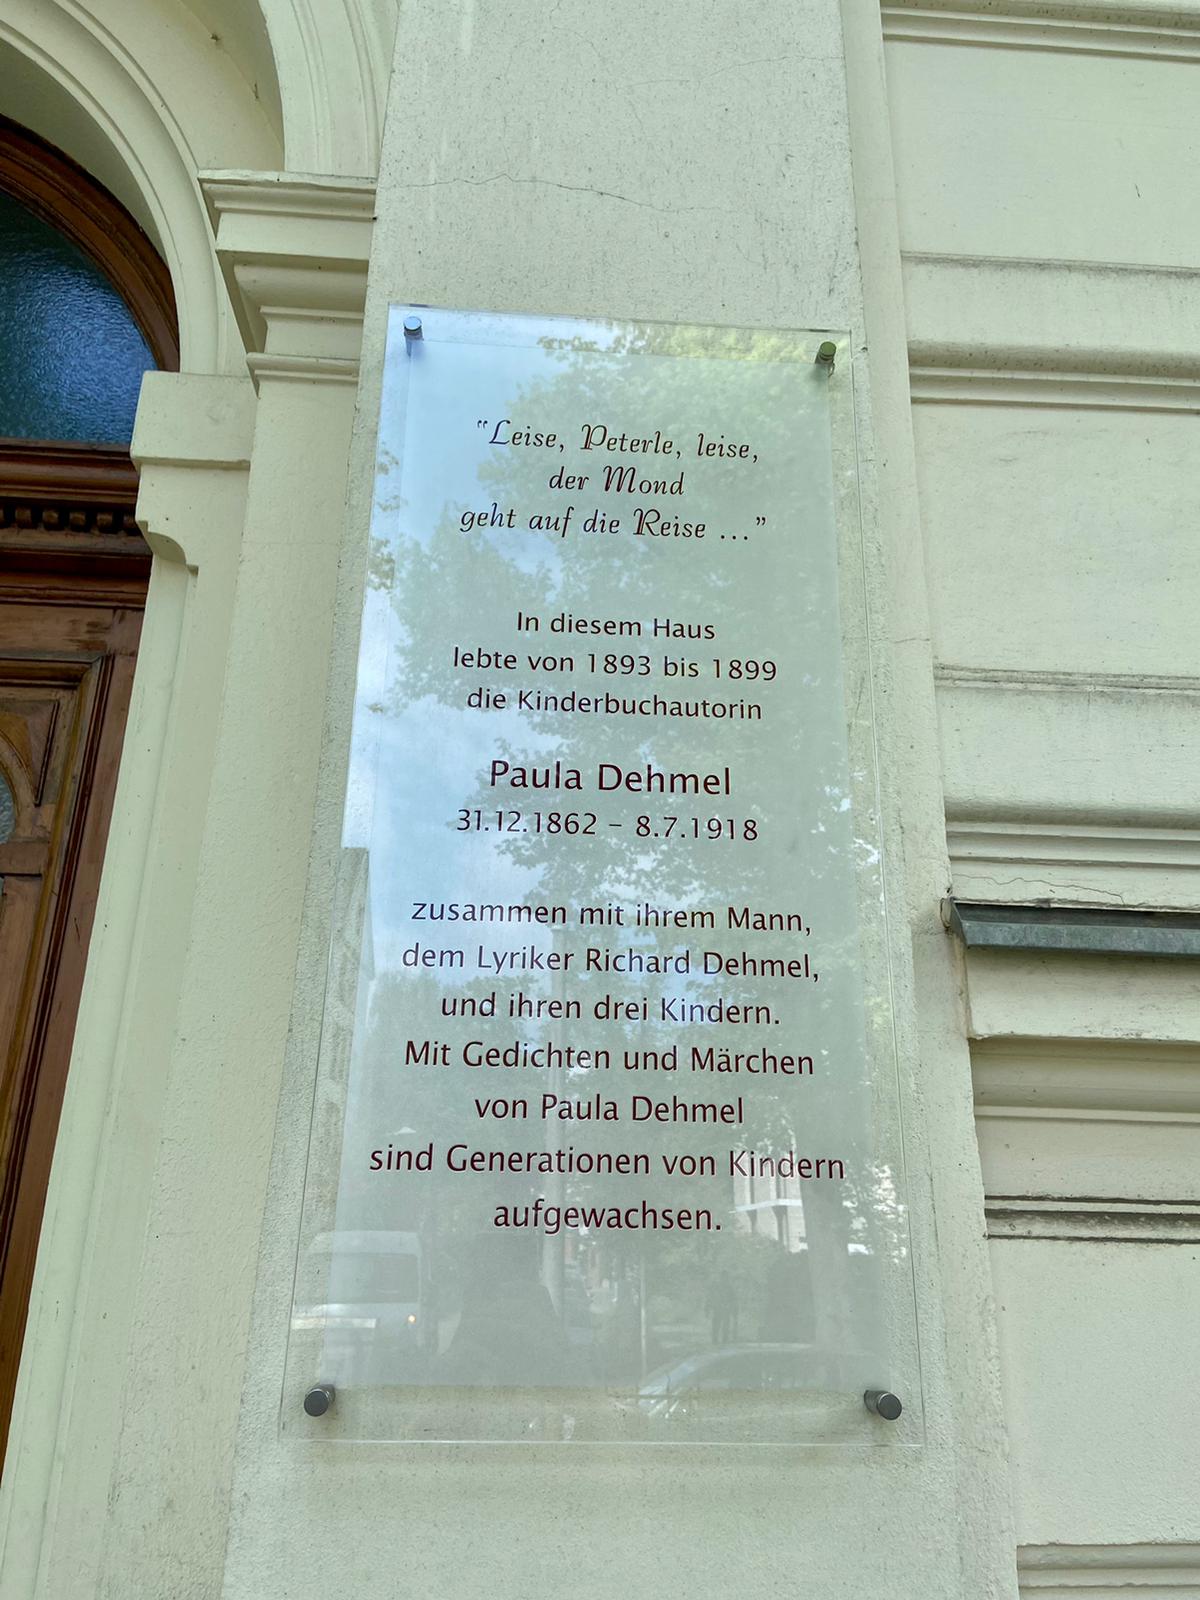 "Leise, Peterle, leise,
der Mond
geht auf die Reise ..."
In diesem Haus
lebte von 1893 bis 1899
die Kinderbuchautorin
Paula Dehmel
31.12.1862 – 8.7.1918
zusammen mit ihrem Mann,
dem Lyriker Richard Dehmel,
und ihren drei Kindern.
Mit Gedichten und Märchen
von Paula Dehmel
sind Generationen von Kindern
aufgewachsen.